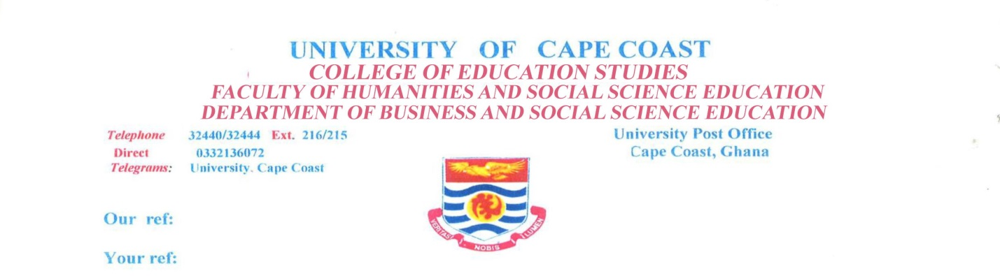 UNIVERSITY OF CAPE COAST
COLLEGE OF EDUCATION STUDIES
FACULTY OF HUMANITIES AND SOCIAL SCIENCE EDUCATION
DEPARTMENT OF BUSINESS AND SOCIAL SCIENCE EDUCATION
Telephone 32440/32444 Ext. 216/215
Direct 0332136072
Telegrams: University. Cape Coast
University Post Office
Cape Coast, Ghana
VERITAS NOBIS LUMEN
Our ref:
Your ref: